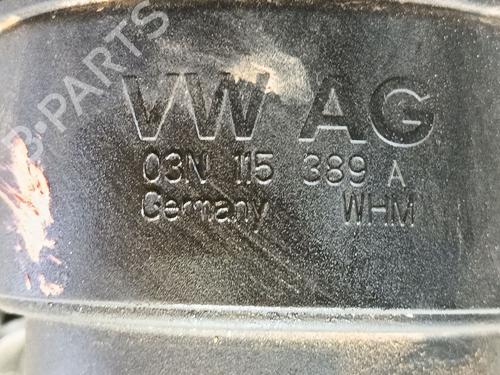 B-PARTS
VW AG
03N 115 389 A
Germany WHM